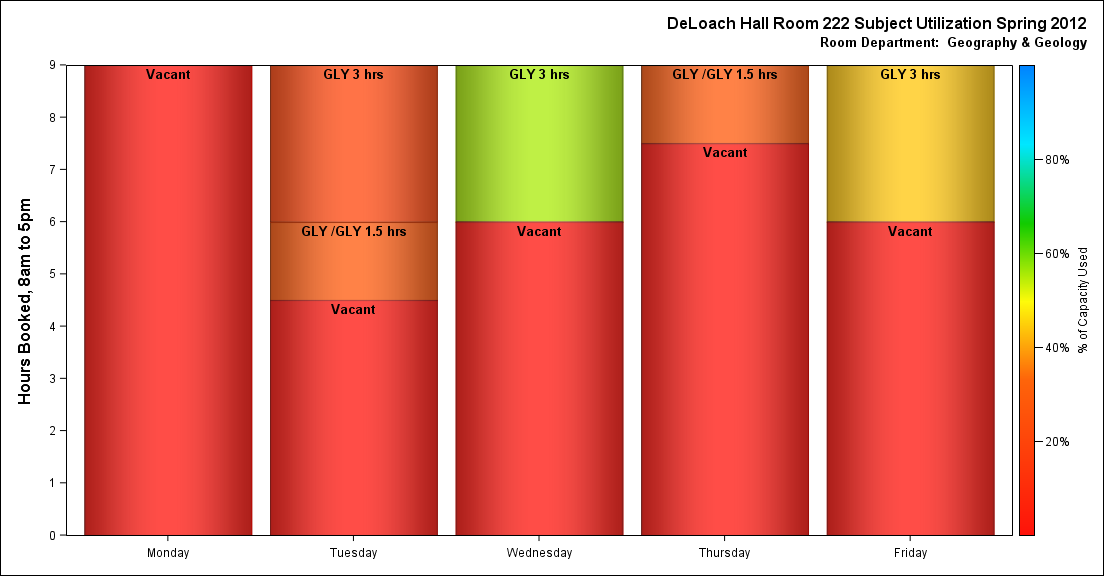 DeLoach Hall Room 222 Subject Utilization Spring 2012
Room Department:  Geography & Geology
Hours Booked, 8am to 5pm
9
8
7
6
5
4
3
2
1
0
Vacant
GLY 3 hrs
GLY /GLY 1.5 hrs
Vacant
GLY 3 hrs
Vacant
GLY /GLY 1.5 hrs
Vacant
GLY 3 hrs
Vacant
Monday
Tuesday
Wednesday
Thursday
Friday
80%
60%
40%
20%
% of Capacity Used